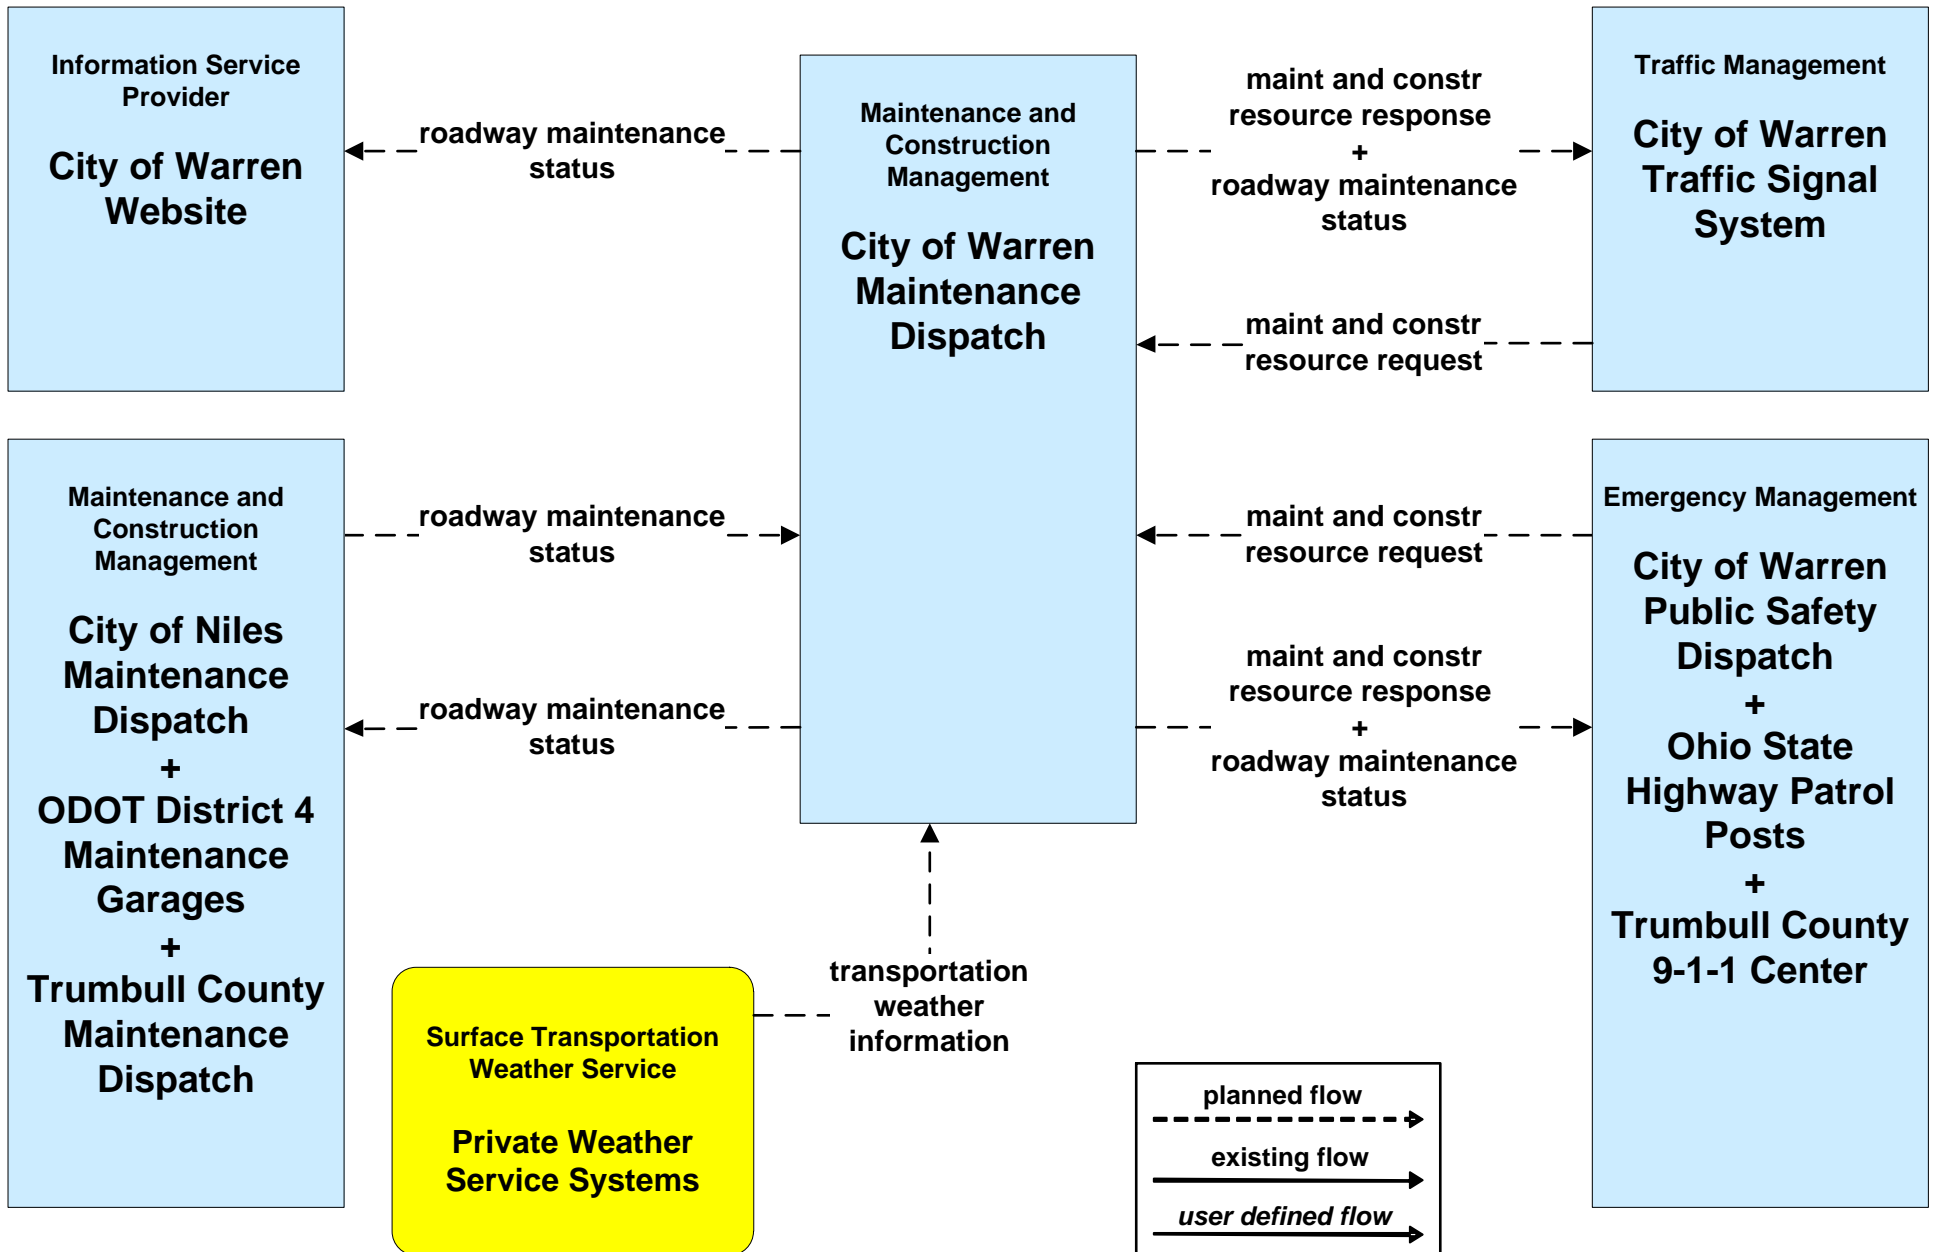 Information Service
Provider
City of Warren
Website
roadway maintenance
status
Maintenance and
Construction
Management
City of Warren
Maintenance
Dispatch
maint and constr
resource response
+
roadway maintenance
status
Traffic Management
City of Warren
Traffic Signal
System
maint and constr
resource request
Maintenance and
Construction
Management
City of Niles
Maintenance
Dispatch
+
ODOT District 4
Maintenance
Garages
+
Trumbull County
Maintenance
Dispatch
roadway maintenance
status
roadway maintenance
status
maint and constr
resource request
maint and constr
resource response
+
roadway maintenance
status
Emergency Management
City of Warren
Public Safety
Dispatch
+
Ohio State
Highway Patrol
Posts
+
Trumbull County
9-1-1 Center
Surface Transportation
Weather Service
Private Weather
Service Systems
transportation
weather
information
planned flow
existing flow
user defined flow